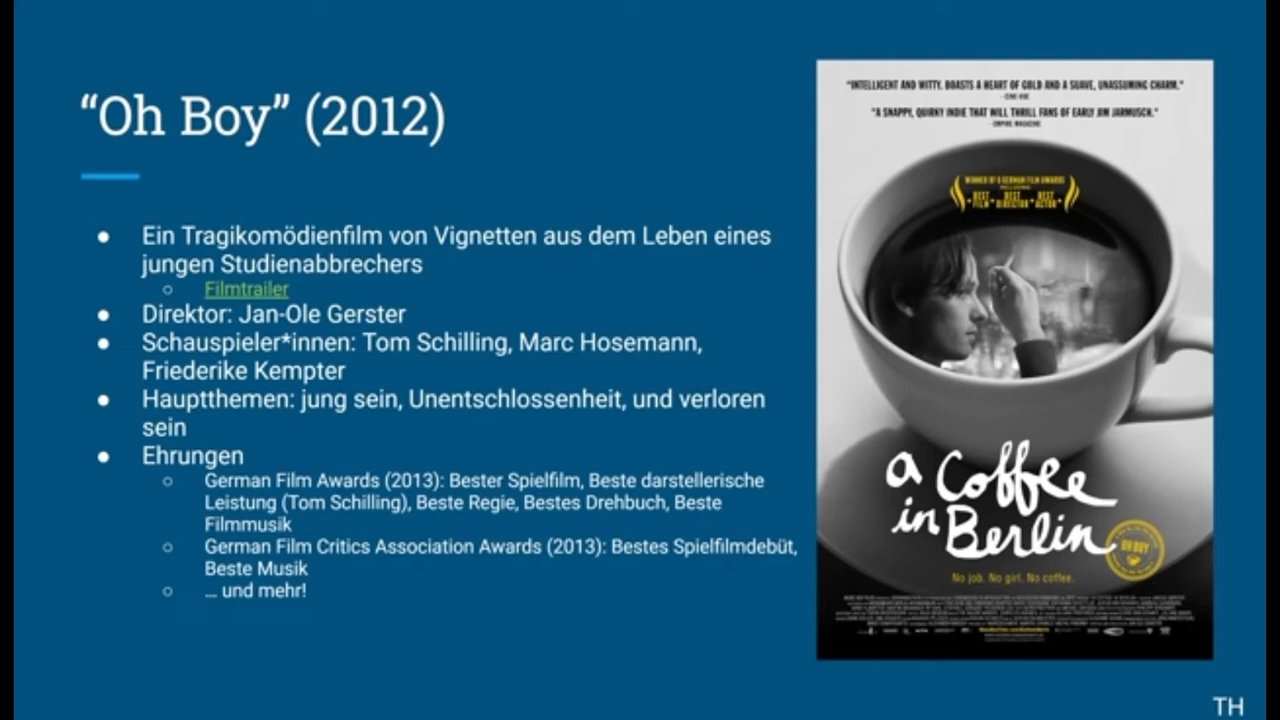 “Oh Boy” (2012)
● Ein Tragikomödienfilm von Vignetten aus dem Leben eines
jungen Studienabbrechers
○ Filmtrailer
● Direktor: Jan-Ole Gerster
● Schauspieler*innen: Tom Schilling, Marc Hosemann,
Friederike Kempter
● Hauptthemen: jung sein, Unentschlossenheit, und verloren
sein
● Ehrungen
○ German Film Awards (2013): Bester Spielfilm, Beste darstellerische
Leistung (Tom Schilling), Beste Regie, Bestes Drehbuch, Beste
Filmmusik
○ German Film Critics Association Awards (2013): Bestes Spielfilmdebüt,
Beste Musik
○ ... und mehr!
“INTELLIGENT AND WITTY. BOASTS A HEART OF GOLD AND A SUAVE, UNASSUMING CHARM.”
- CINE VUE
“A SNAPPY, QUIRKY INDIE THAT WILL THRILL FANS OF EARLY JIM JARMUSCH.”
- EMPIRE MAGAZINE
WINNER OF 6 GERMAN FILM AWARDS
INCLUDING
BEST FILM • BEST DIRECTOR • BEST ACTOR
a Coffee
in Berlin
OH BOY
No job. No girl. No coffee.
TH